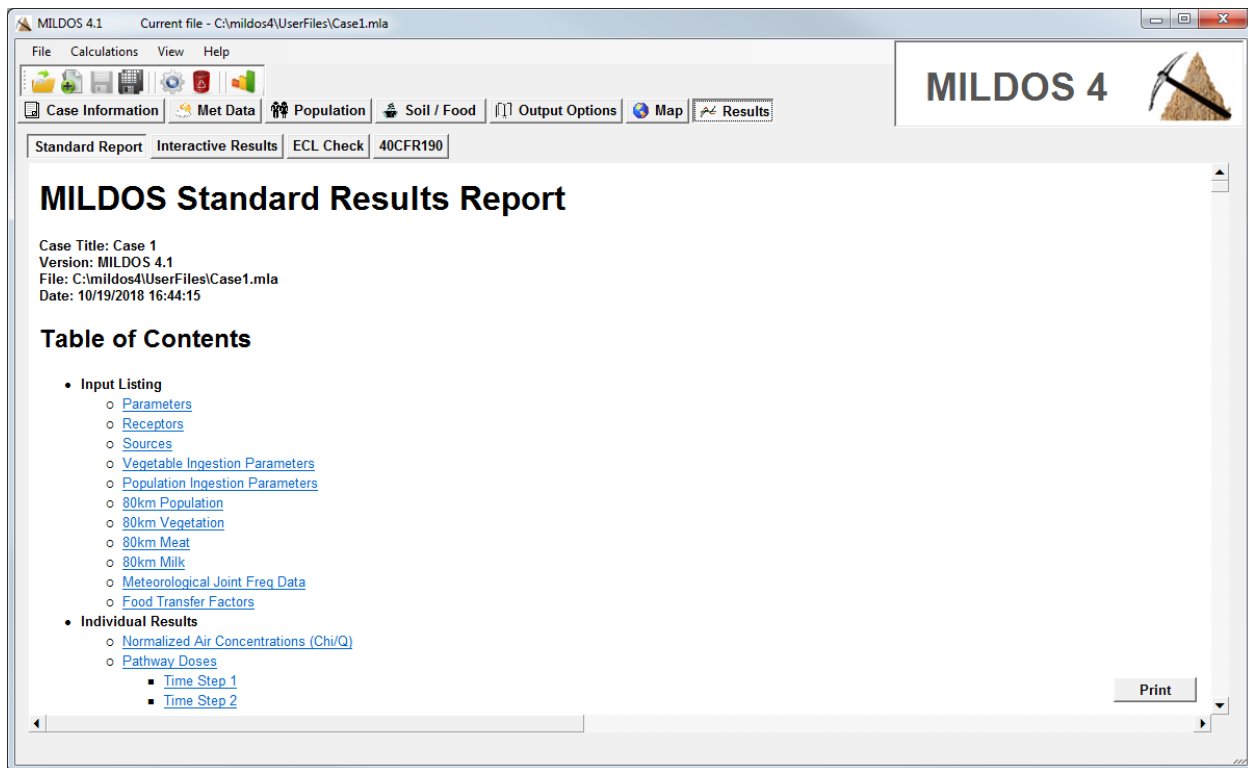 MILDOS 4.1 Current file - C:\mildos4\UserFiles\Case1.mla
File Calculations View Help
MILDOS 4
Case Information Met Data Population Soil / Food Output Options Map Results
Standard Report Interactive Results ECL Check 40CFR190
MILDOS Standard Results Report
Case Title: Case 1
Version: MILDOS 4.1
File: C:\mildos4\UserFiles\Case1.mla
Date: 10/19/2018 16:44:15
Table of Contents
Input Listing
Parameters
Receptors
Sources
Vegetable Ingestion Parameters
Population Ingestion Parameters
80km Population
80km Vegetation
80km Meat
80km Milk
Meteorological Joint Freq Data
Food Transfer Factors
Individual Results
Normalized Air Concentrations (Chi/Q)
Pathway Doses
Time Step 1
Time Step 2
Print